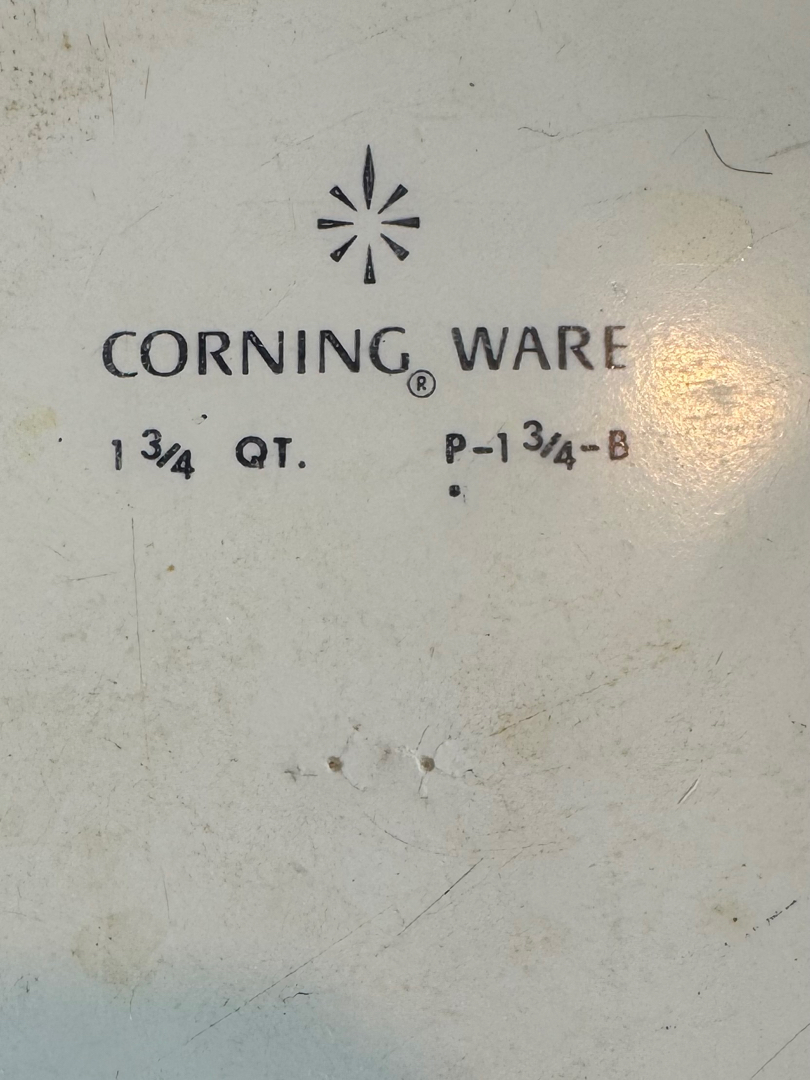 CORNING® WARE
1 3/4 QT. P-1 3/4-B